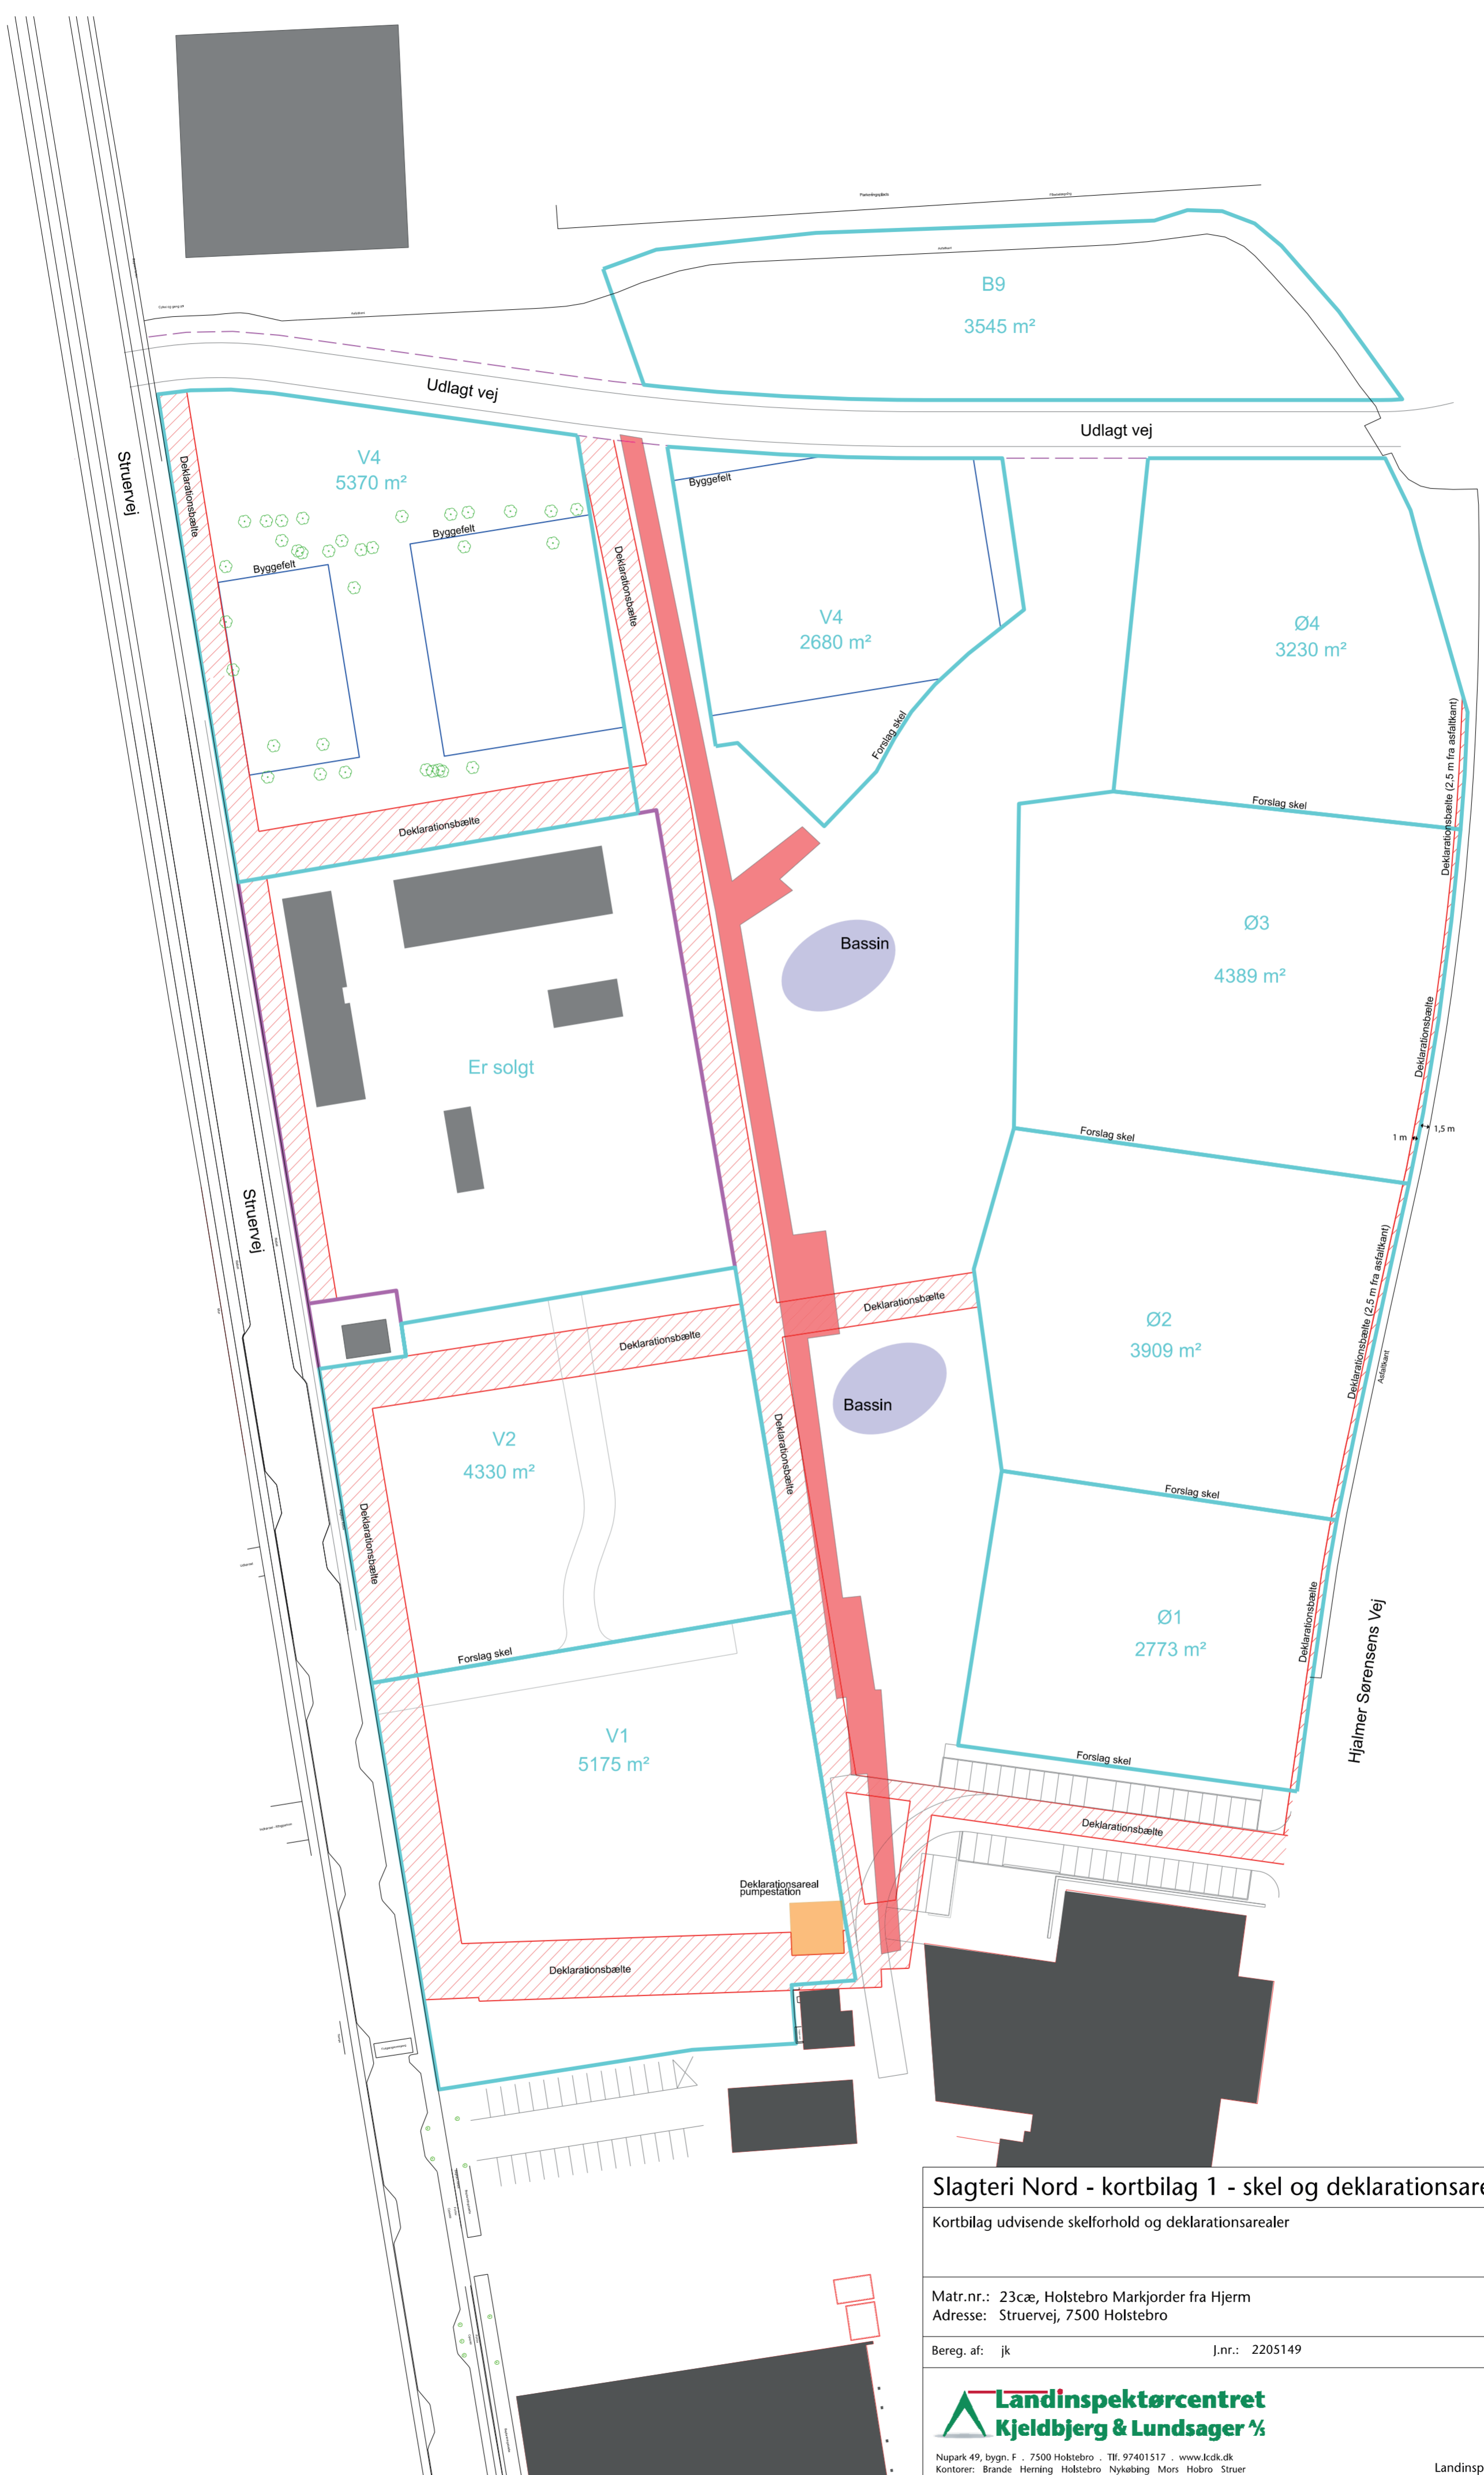 B9
3545 m²
Udlagt vej
Udlagt vej
Struervej
V4
5370 m²
Deklarationsbælte
Byggefelt
Byggefelt
Deklarationsbælte
Byggefelt
V4
2680 m²
Forslag skel
Ø4
3230 m²
Deklarationsbælte (2,5 m fra asfaltkant)
Forslag skel
Deklarationsbælte
Ø3
4389 m²
Bassin
Er solgt
Deklarationsbælte
1,5 m
1 m
Forslag skel
Struervej
Deklarationsbælte
Deklarationsbælte
Ø2
3909 m²
Deklarationsbælte (2,5 m fra asfaltkant)
Asfaltkant
Bassin
V2
4330 m²
Deklarationsbælte
Deklarationsbælte
Forslag skel
Ø1
2773 m²
Deklarationsbælte
Hjalmer Sørensens Vej
Forslag skel
V1
5175 m²
Forslag skel
Deklarationsbælte
Deklarationsareal
pumpestation
Deklarationsbælte
Slagteri Nord - kortbilag 1 - skel og deklarationsare
Kortbilag udvisende skelforhold og deklarationsarealer
Matr.nr.: 23cæ, Holstebro Markjorder fra Hjerm
Adresse: Struervej, 7500 Holstebro
Bereg. af: jk J.nr.: 2205149
Landinspektørcentret
Kjeldbjerg & Lundsager A/S
Nupark 49, bygn. F . 7500 Holstebro . Tlf. 97401517 . www.lcdk.dk
Kontorer: Brande Herning Holstebro Nykøbing Mors Hobro Struer
Landinsp